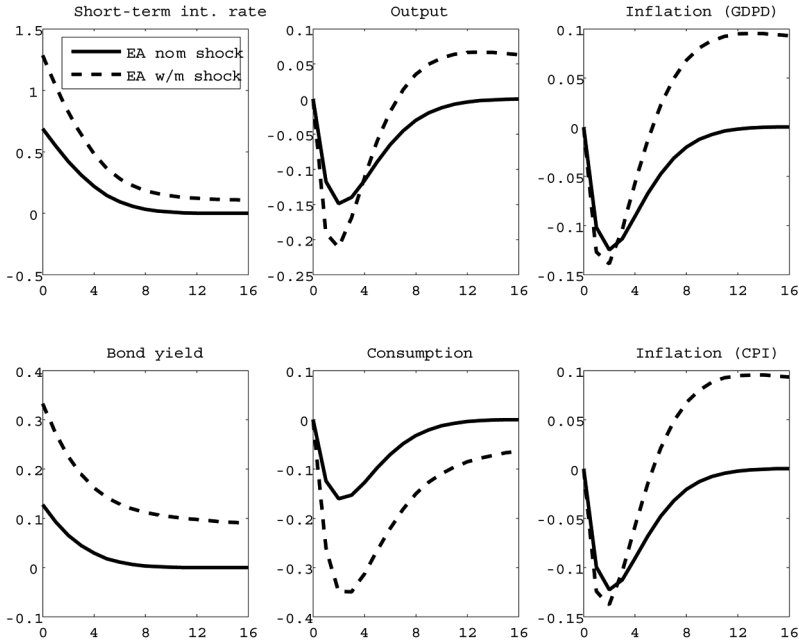 Short-term int. rate
1.5
1
0.5
0
-0.5
0 4 8 12 16
EA nom shock
EA w/m shock
Output
0.1
0.05
0
-0.05
-0.1
-0.15
-0.2
-0.25
0 4 8 12 16
Inflation (GDPD)
0.1
0.05
0
-0.05
-0.1
-0.15
0 4 8 12 16
Bond yield
0.4
0.3
0.2
0.1
0
-0.1
0 4 8 12 16
Consumption
0.1
0
-0.1
-0.2
-0.3
-0.4
0 4 8 12 16
Inflation (CPI)
0.1
0.05
0
-0.05
-0.1
-0.15
0 4 8 12 16